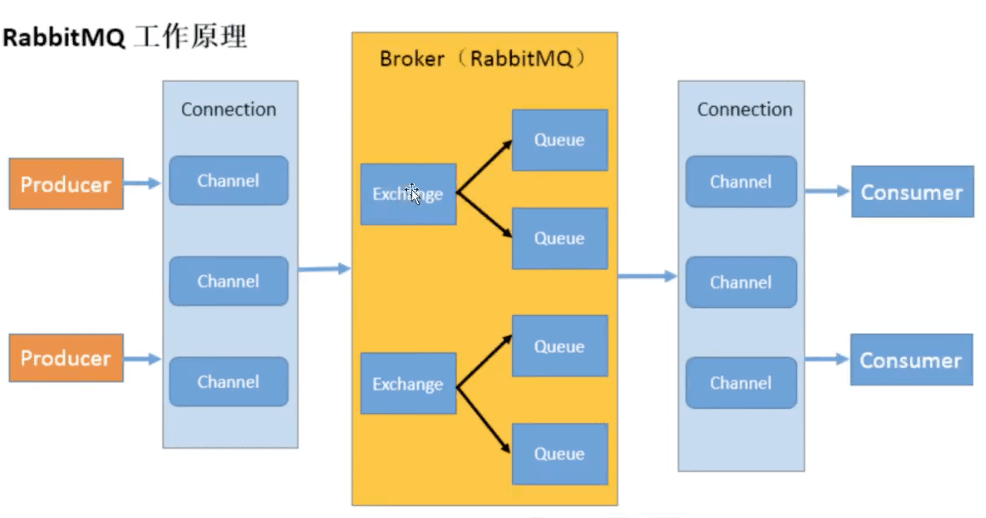 RabbitMQ 工作原理
Broker（RabbitMQ）
Connection
Connection
Queue
Producer
Channel
Exchange
Channel
Consumer
Queue
Channel
Channel
Queue
Producer
Channel
Exchange
Channel
Consumer
Queue